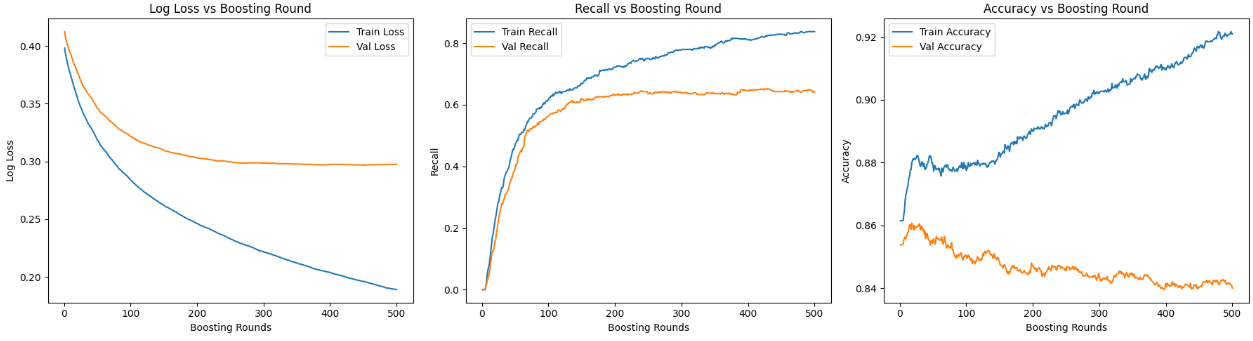 Log Loss vs Boosting Round
Train Loss
Val Loss
0.40
0.35
0.30
0.25
0.20
Log Loss
0
100
200
300
400
500
Boosting Rounds
Recall vs Boosting Round
Train Recall
Val Recall
0.8
0.6
0.4
0.2
0.0
Recall
0
100
200
300
400
500
Boosting Rounds
Accuracy vs Boosting Round
Train Accuracy
Val Accuracy
0.92
0.90
0.88
0.86
0.84
Accuracy
0
100
200
300
400
500
Boosting Rounds